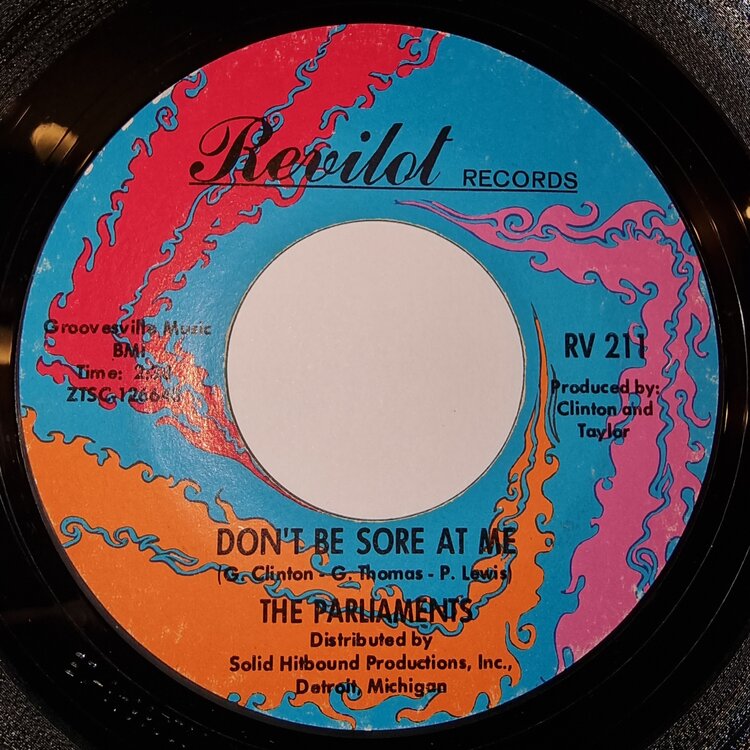 Revilot RECORDS
Groovesville Music
BMI
Time:
RV 211
Produced by:
Clinton and
Taylor
DON'T BE SORE AT ME
(G. Clinton - G. Thomas - P. Lewis)
THE PARLIAMENTS
Distributed by
Solid Hitbound Productions, Inc.,
Detroit, Michigan